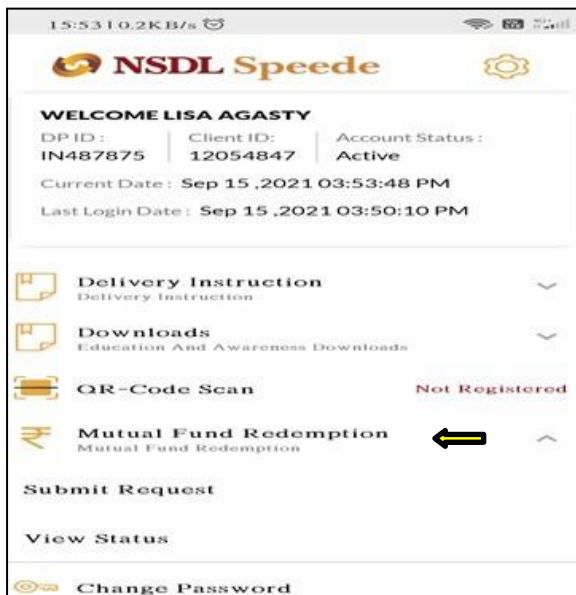 15:53 | 0.2KB/s
NSDL Speede
WELCOME LISA AGASTY
DP ID :
Client ID:
Account Status :
IN487875
12054847
Active
Current Date : Sep 15 ,2021 03:53:48 PM
Last Login Date : Sep 15 ,2021 03:50:10 PM
Delivery Instruction
Delivery Instruction
Downloads
Education And Awareness Downloads
QR-Code Scan
Not Registered
Mutual Fund Redemption
Mutual Fund Redemption
Submit Request
View Status
Change Password